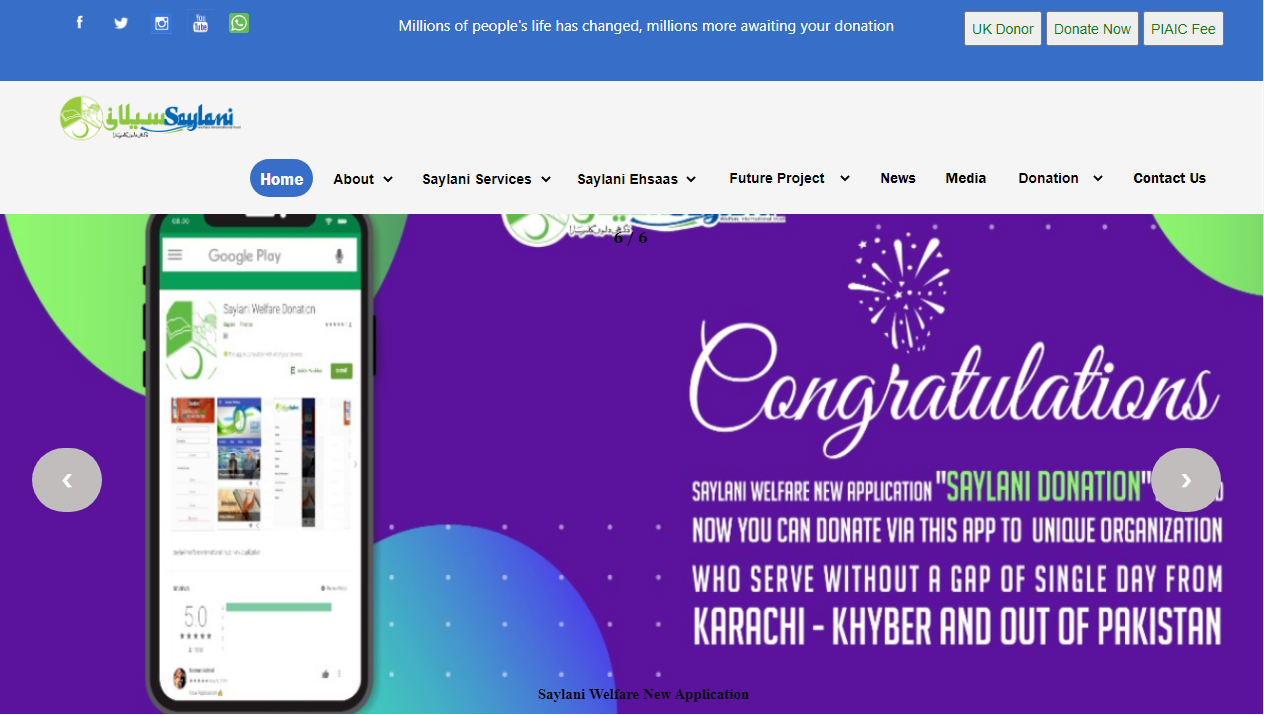 Millions of people's life has changed, millions more awaiting your donation
UK Donor
Donate Now
PIAIC Fee
سیلانی Saylani
Home
About
Saylani Services
Saylani Ehsaas
Future Project
News
Media
Donation
Contact Us
6 / 6
Google Play
Saylani Welfare Donation
5.0
Congratulations
SAYLANI WELFARE NEW APPLICATION "SAYLANI DONATION"
NOW YOU CAN DONATE VIA THIS APP TO UNIQUE ORGANIZATION
WHO SERVE WITHOUT A GAP OF SINGLE DAY FROM
KARACHI - KHYBER AND OUT OF PAKISTAN
Saylani Welfare New Application